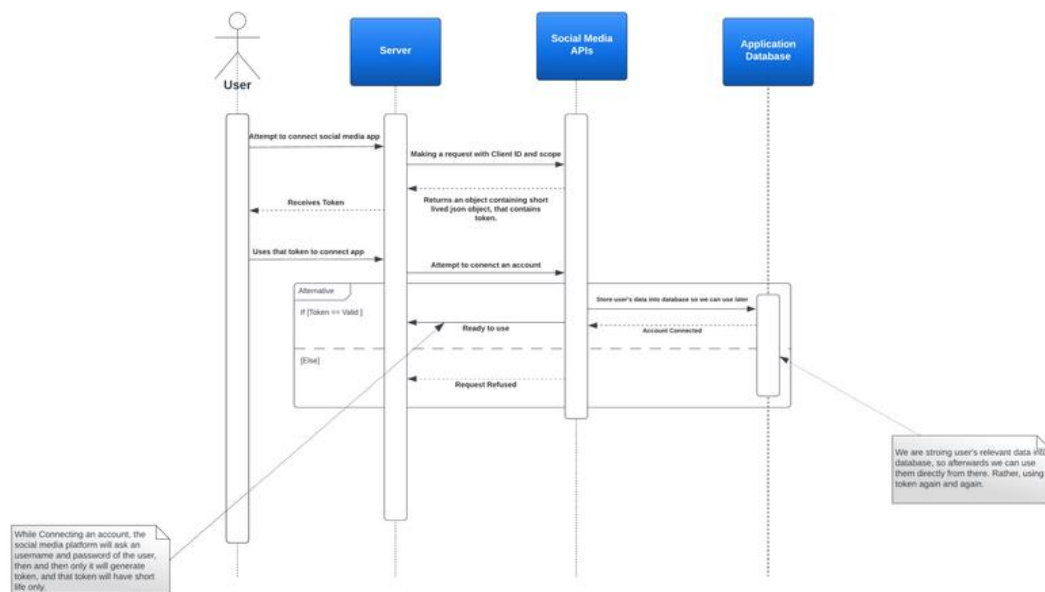 User
Server
Social Media
APIs
Application
Database
Attempt to connect social media app
Making a request with Client ID and scope
Returns an object containing short
lived json object, that contains
token.
Receives Token
Uses that token to connect app
Attempt to conenct an account
Alternative
If [Token == Valid ]
Store user's data into database so we can use later
Ready to use
Account Connected
[Else]
Request Refused
We are stroing user's relevant data into
database, so afterwards we can use
them directly from there. Rather, using
token again and again.
While Connecting an account, the
social media platform will ask an
username and password of the user,
then and then only it will generate
token, and that token will have short
life only.